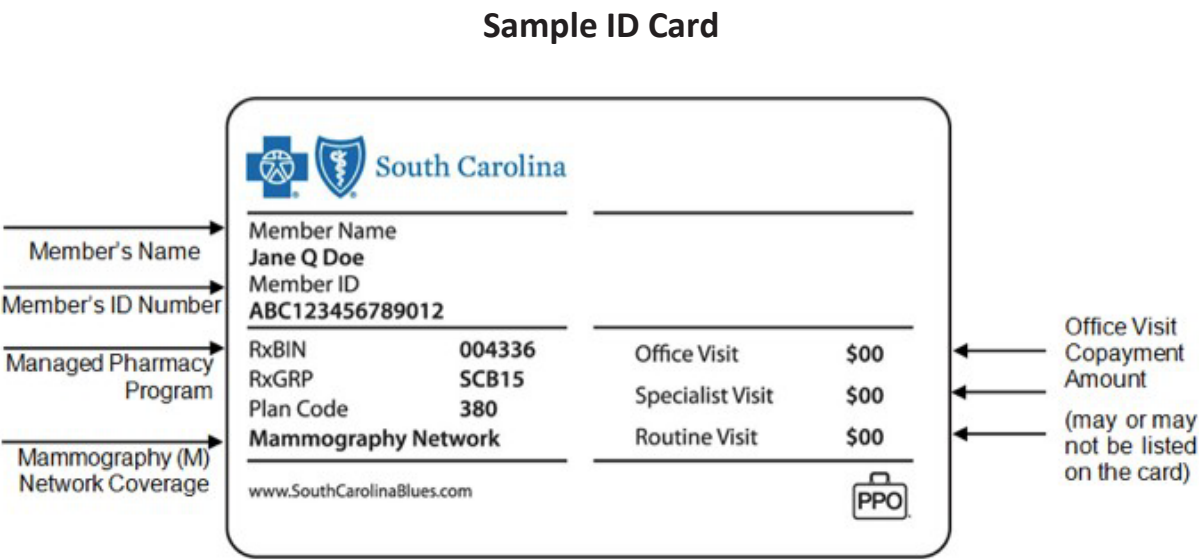 Sample ID Card
South Carolina
Member's Name
Member Name
Jane Q Doe
Member's ID Number
Member ID
ABC123456789012
Managed Pharmacy
Program
RxBIN 004336
RxGRP SCB15
Plan Code 380
Mammography Network
Mammography (M)
Network Coverage
www.SouthCarolinaBlues.com
Office Visit $00
Specialist Visit $00
Routine Visit $00
PPO
Office Visit
Copayment
Amount
(may or may
not be listed
on the card)